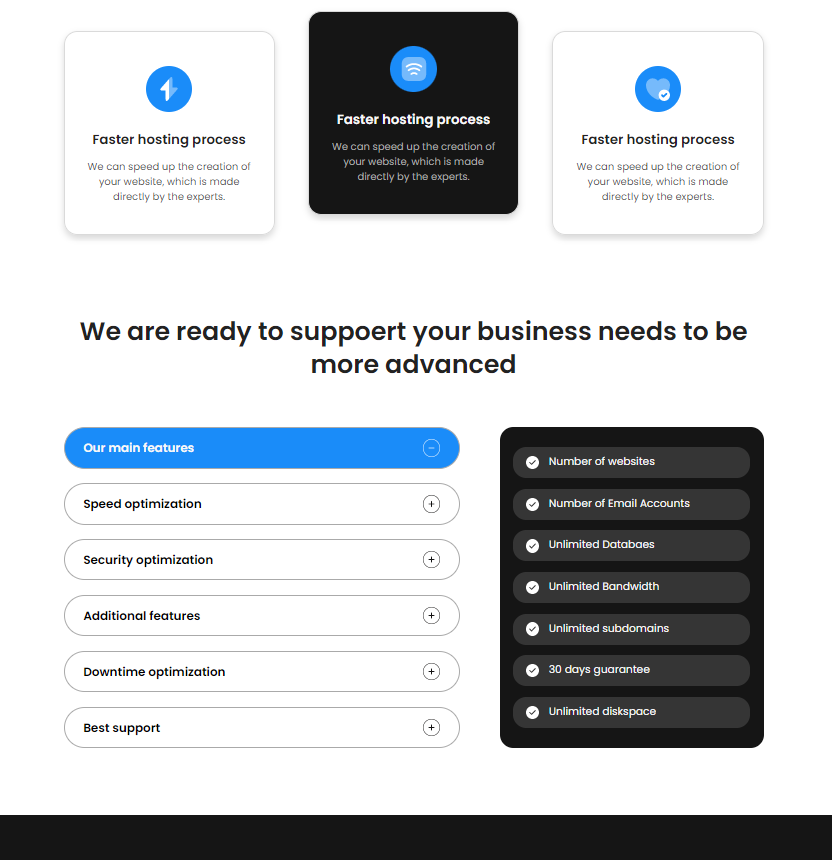 Faster hosting process
We can speed up the creation of
your website, which is made
directly by the experts.
Faster hosting process
We can speed up the creation of
your website, which is made
directly by the experts.
Faster hosting process
We can speed up the creation of
your website, which is made
directly by the experts.
We are ready to suppoert your business needs to be
more advanced
Our main features
Speed optimization
Security optimization
Additional features
Downtime optimization
Best support
Number of websites
Number of Email Accounts
Unlimited Databaes
Unlimited Bandwidth
Unlimited subdomains
30 days guarantee
Unlimited diskspace